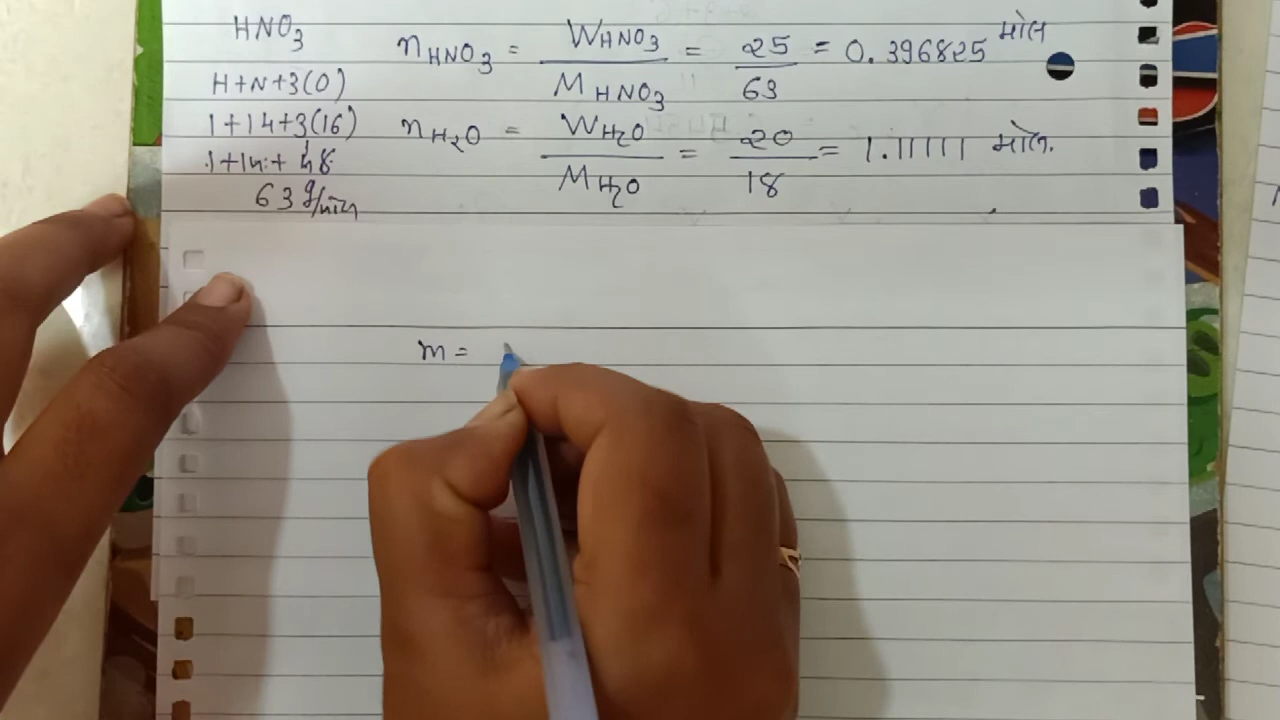 HNO3
H+N+3(O)
1+14+3(16)
1+14+48
63 g/मोल
nHNO3 = WHNO3 / MHNO3 = 25 / 63 = 0.396825 मोल
nH2O = WH2O / MH2O = 20 / 18 = 1.11111 मोल.
m =